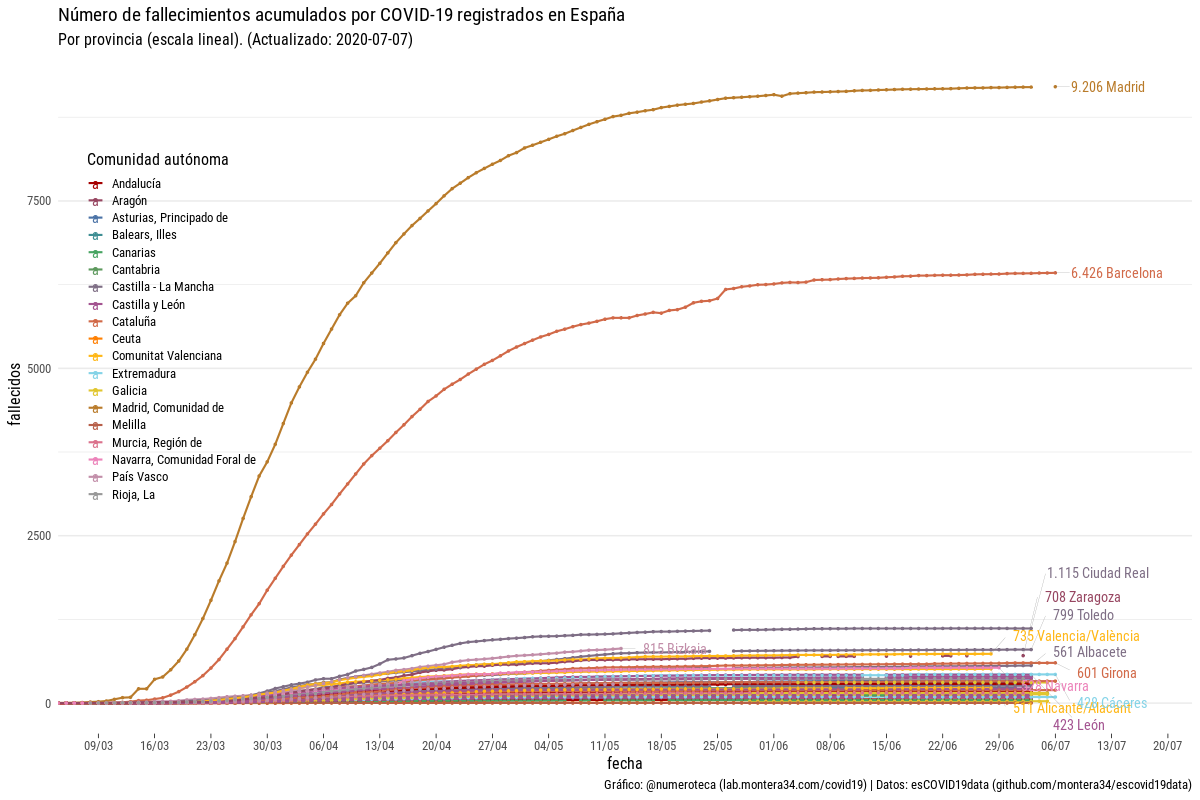 Número de fallecimientos acumulados por COVID-19 registrados en España
Por provincia (escala lineal). (Actualizado: 2020-07-07)
9.206 Madrid
Comunidad autónoma
Andalucía
Aragón
Asturias, Principado de
Balears, Illes
Canarias
Cantabria
Castilla - La Mancha
Castilla y León
Cataluña
Ceuta
Comunitat Valenciana
Extremadura
Galicia
Madrid, Comunidad de
Melilla
Murcia, Región de
Navarra, Comunidad Foral de
País Vasco
Rioja, La
7500
5000
2500
0
fallecidos
6.426 Barcelona
1.115 Ciudad Real
708 Zaragoza
799 Toledo
735 Valencia/València
815 Bizkaia
561 Albacete
601 Girona
Navarra
428 Cáceres
511 Alicante/Alacant
423 León
09/03 16/03 23/03 30/03 06/04 13/04 20/04 27/04 04/05 11/05 18/05 25/05 01/06 08/06 15/06 22/06 29/06 06/07 13/07 20/07
fecha
Gráfico: @numeroteca (lab.montera34.com/covid19) | Datos: esCOVID19data (github.com/montera34/escovid19data)